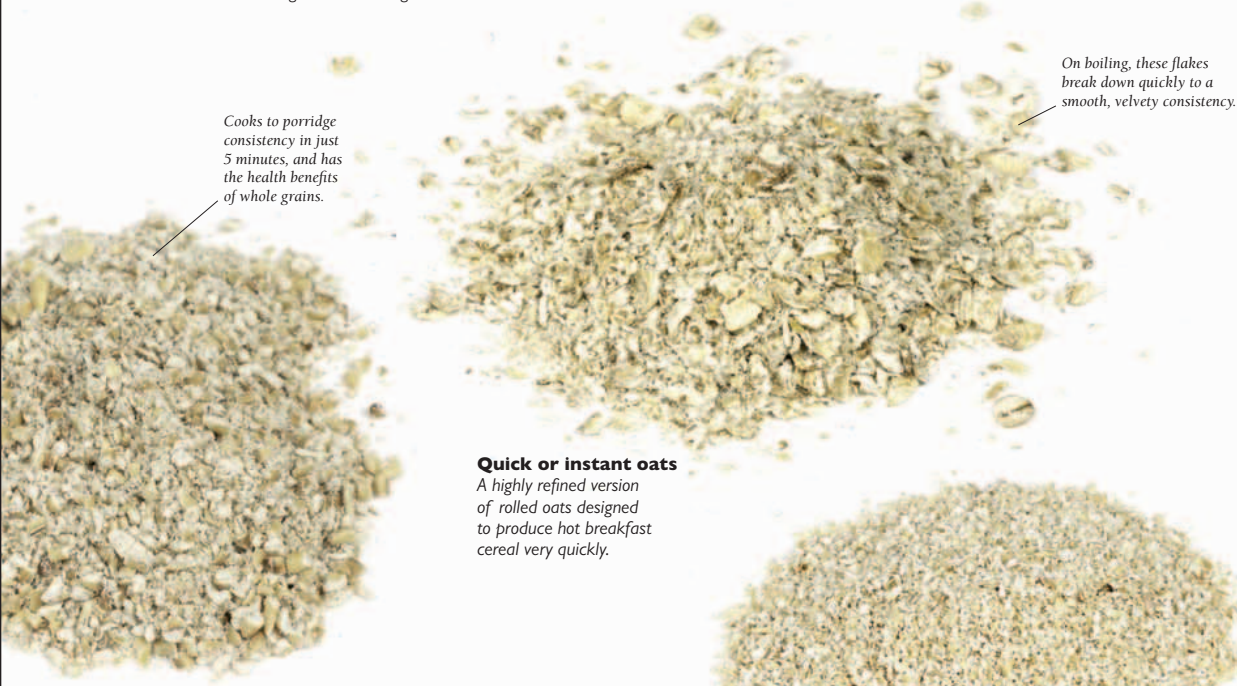 Cooks to porridge
consistency in just
5 minutes, and has
the health benefits
of whole grains.
On boiling, these flakes
break down quickly to a
smooth, velvety consistency.
Quick or instant oats
A highly refined version
of rolled oats designed
to produce hot breakfast
cereal very quickly.